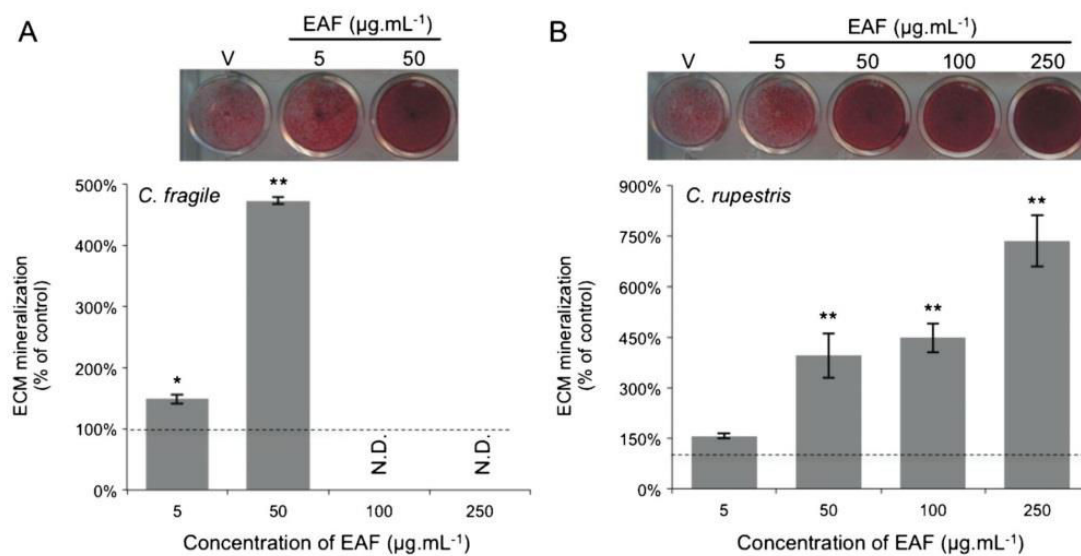 A
EAF (µg.mL⁻¹)
V 5 50
500%
400%
300%
200%
100%
0%
ECM mineralization
(% of control)
C. fragile
*
**
N.D.
N.D.
5 50 100 250
Concentration of EAF (µg.mL⁻¹)
B
EAF (µg.mL⁻¹)
V 5 50 100 250
900%
750%
600%
450%
300%
150%
0%
ECM mineralization
(% of control)
C. rupestris
**
**
**
5 50 100 250
Concentration of EAF (µg.mL⁻¹)